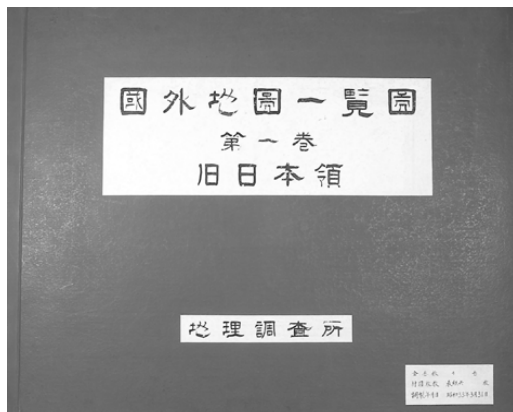 國外地圖一覧圖
第一巻
旧日本領
地理調査所